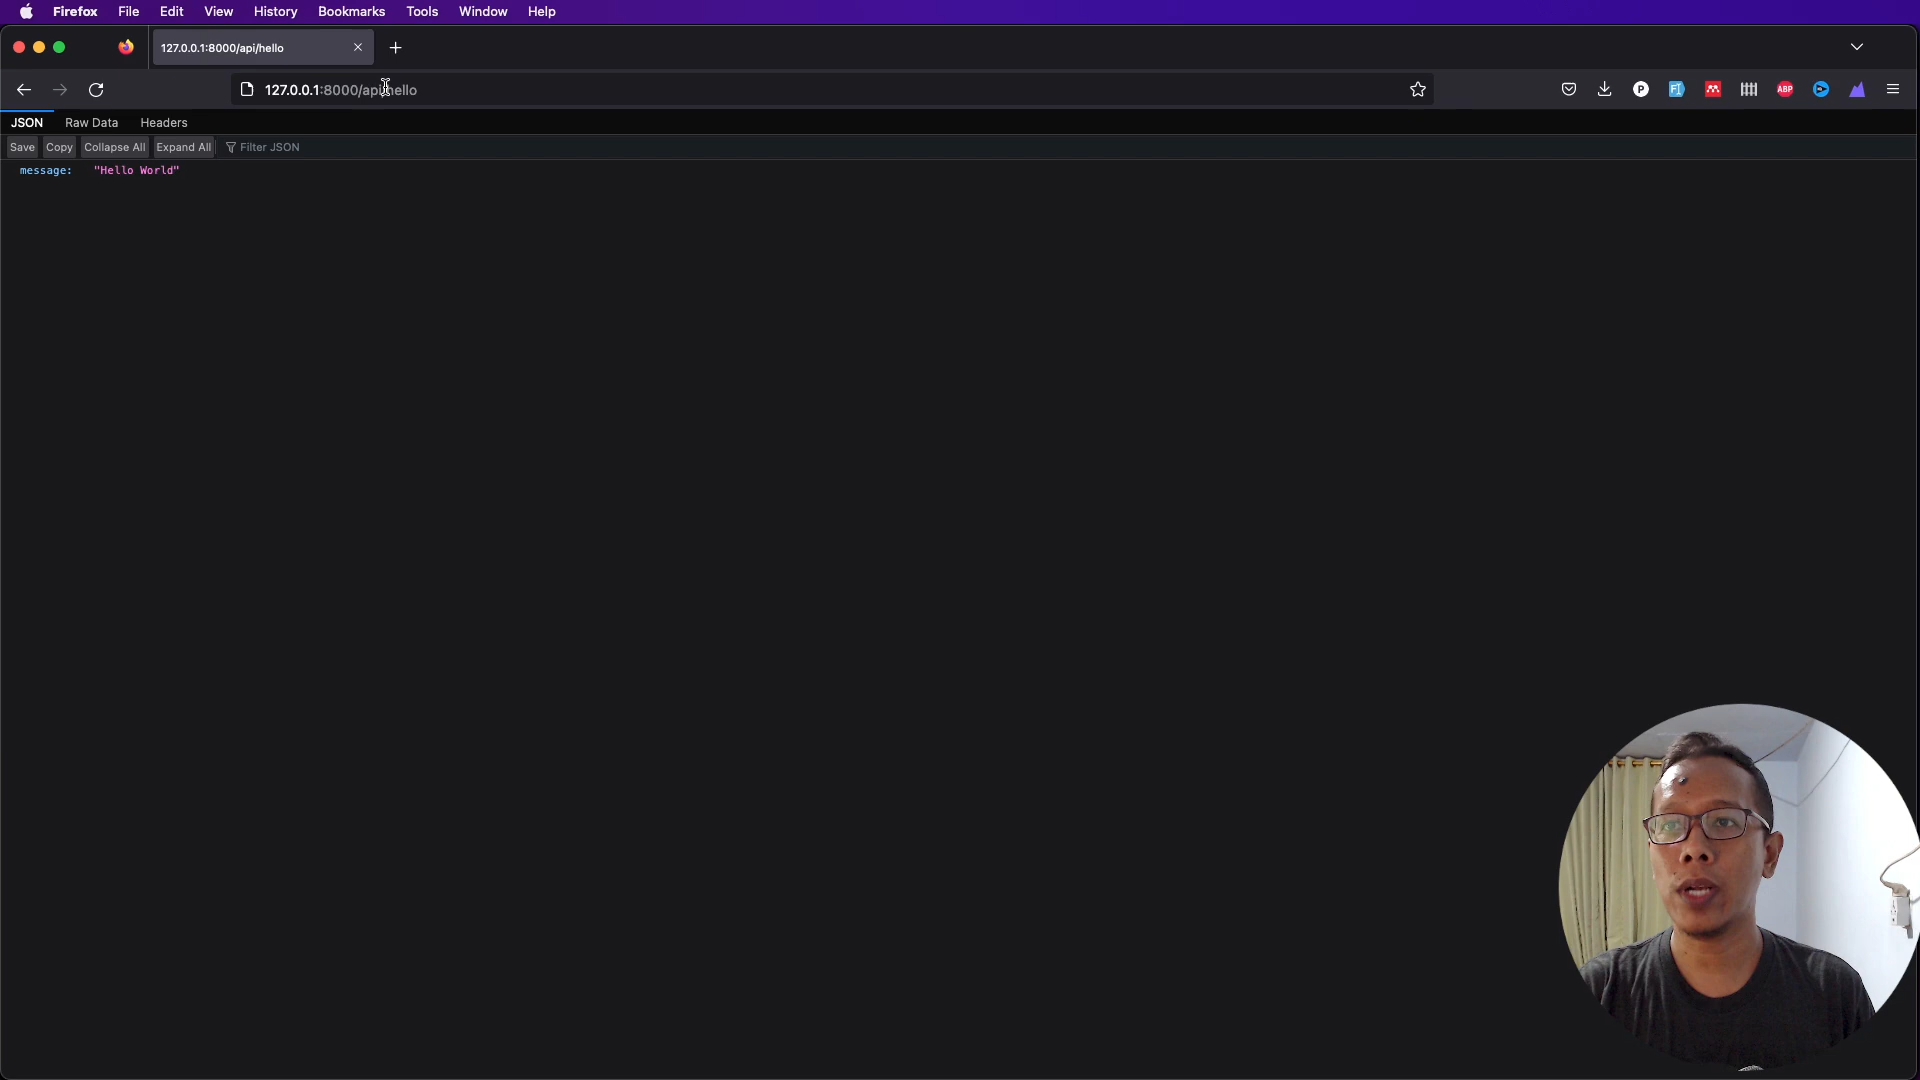 Firefox File Edit View History Bookmarks Tools Window Help
127.0.0.1:8000/api/hello
127.0.0.1:8000/api/hello
P
FI
ABP
JSON Raw Data Headers
Save Copy Collapse All Expand All Filter JSON
message: "Hello World"